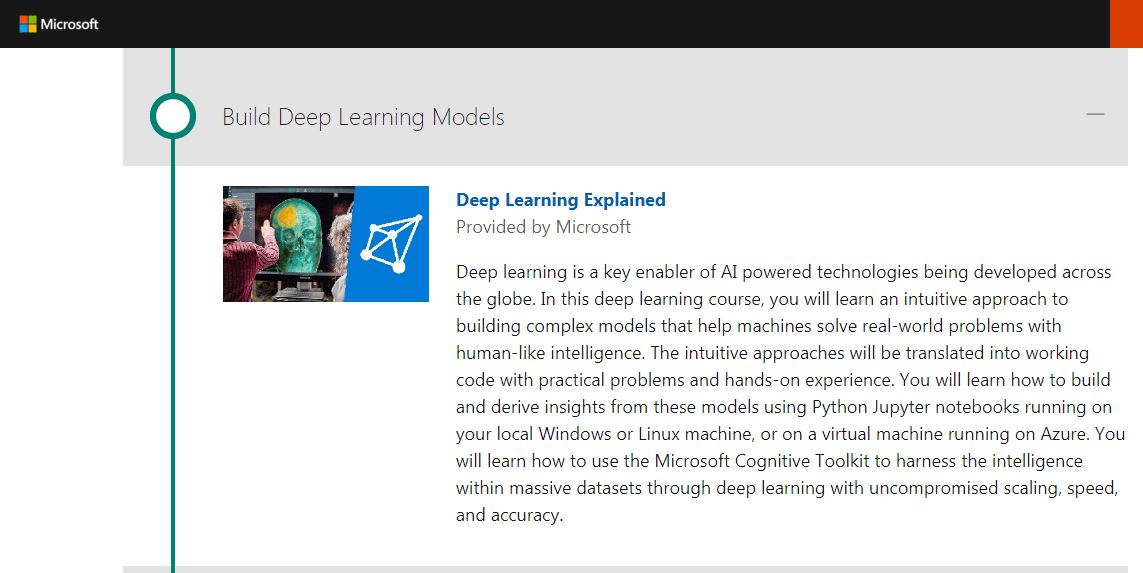 Microsoft
Build Deep Learning Models
Deep Learning Explained
Provided by Microsoft
Deep learning is a key enabler of AI powered technologies being developed across
the globe. In this deep learning course, you will learn an intuitive approach to
building complex models that help machines solve real-world problems with
human-like intelligence. The intuitive approaches will be translated into working
code with practical problems and hands-on experience. You will learn how to build
and derive insights from these models using Python Jupyter notebooks running on
your local Windows or Linux machine, or on a virtual machine running on Azure. You
will learn how to use the Microsoft Cognitive Toolkit to harness the intelligence
within massive datasets through deep learning with uncompromised scaling, speed,
and accuracy.